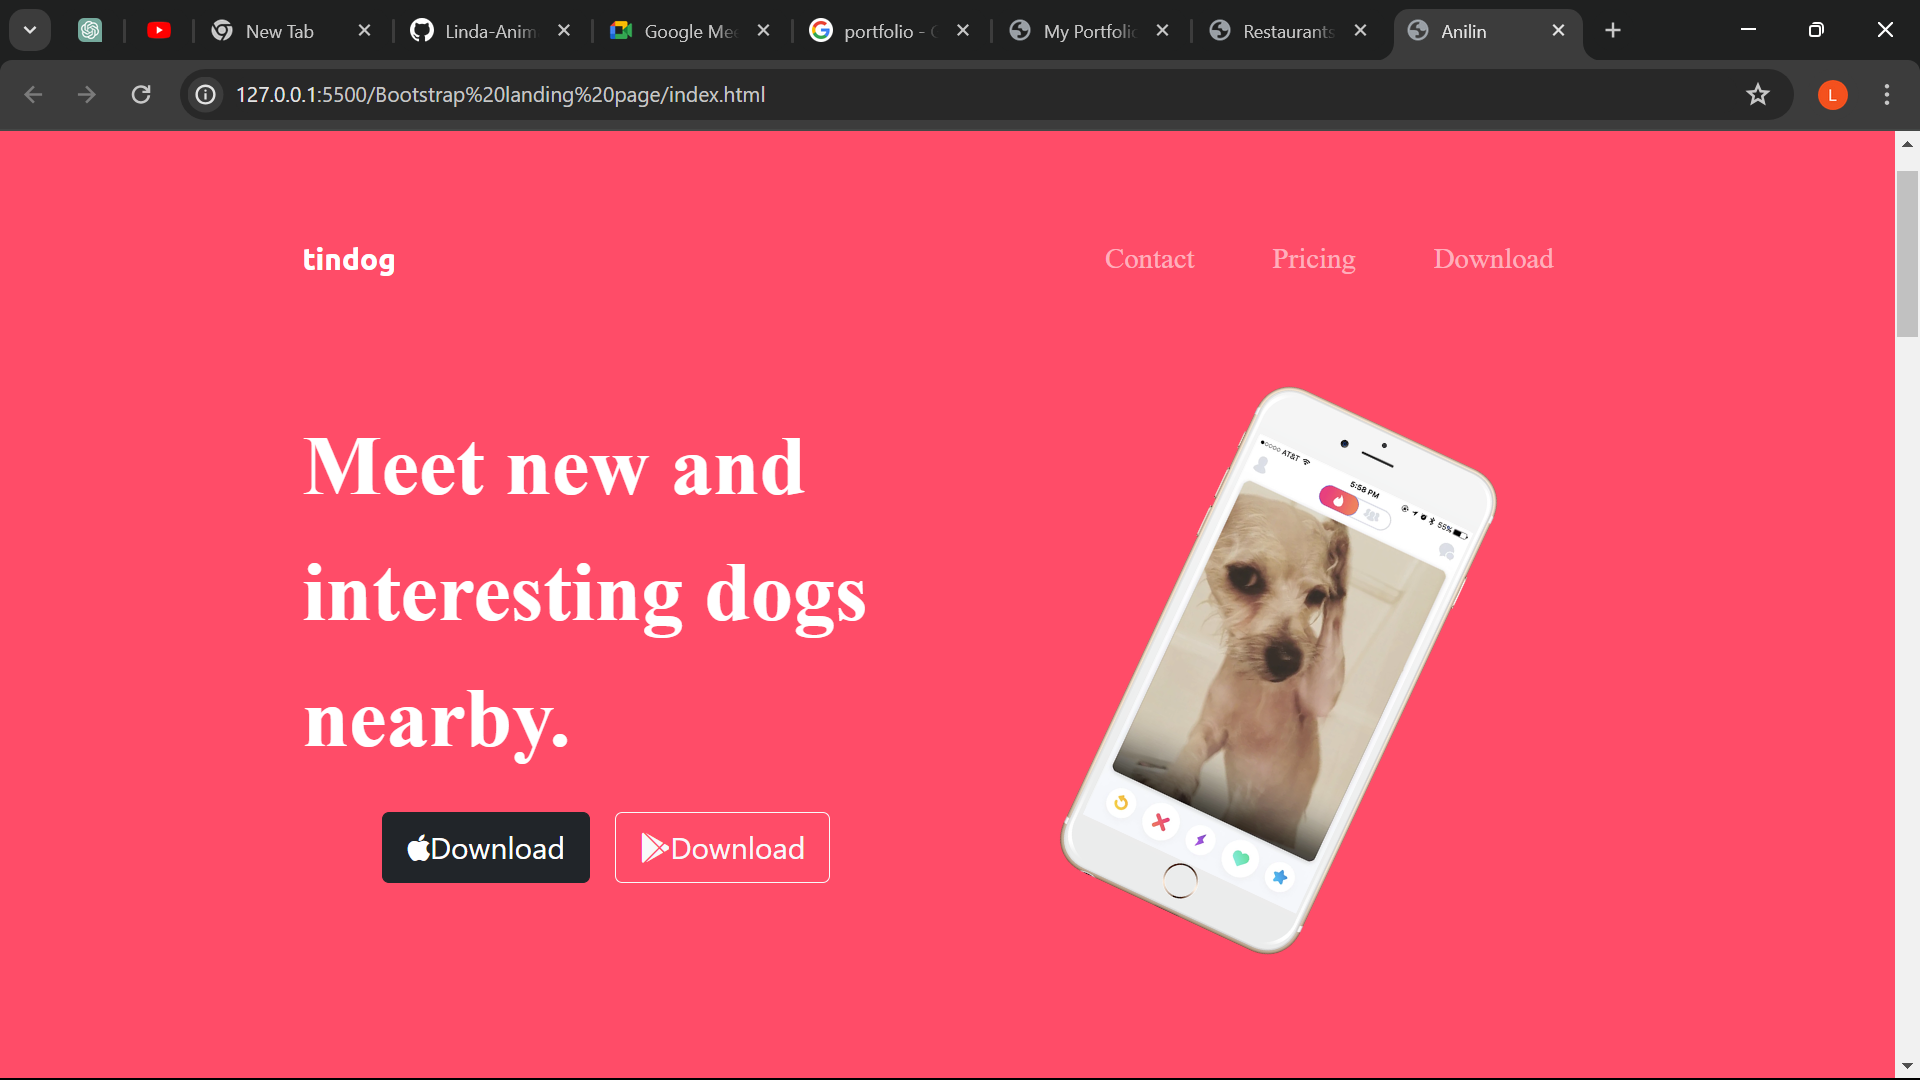 New Tab
Linda-Anim
Google Me
portfolio - 
My Portfoli
Restaurants
Anilin
127.0.0.1:5500/Bootstrap%20landing%20page/index.html
L
tindog
Contact Pricing Download
Meet new and
interesting dogs
nearby.
AT&T
5:58 PM
55%
Download Download